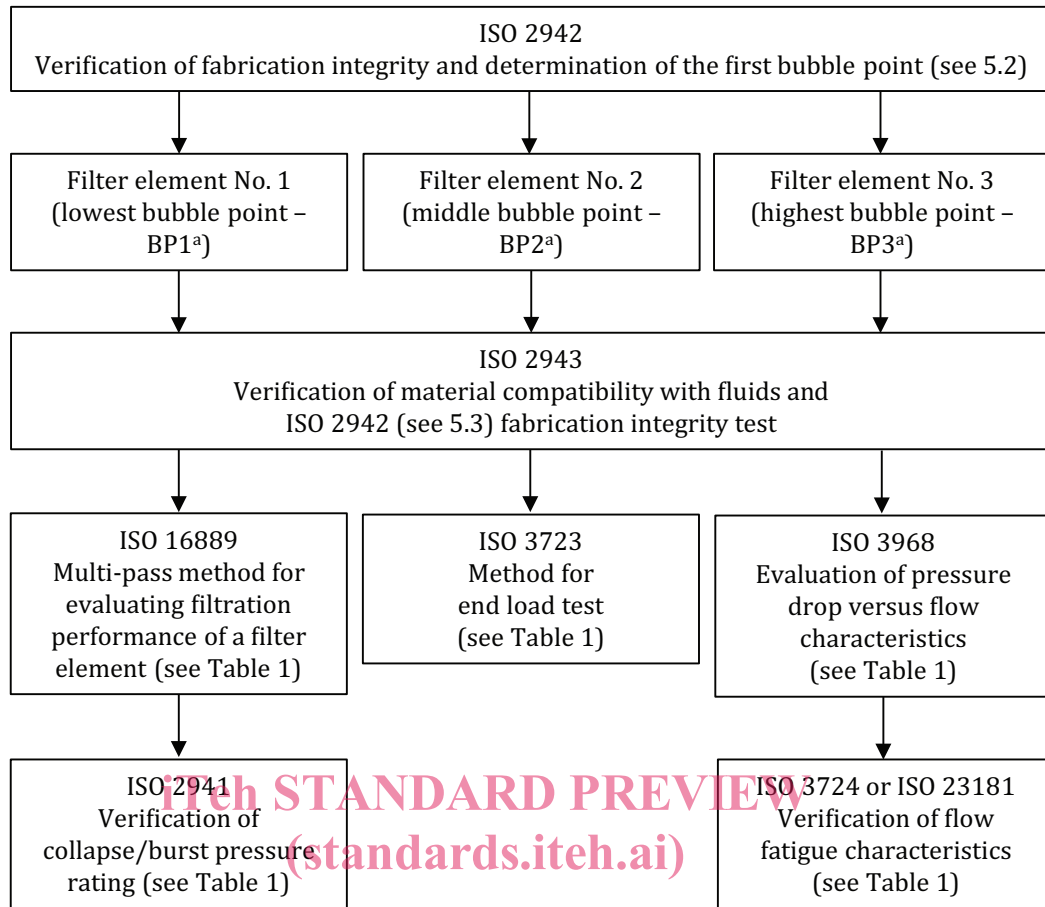 ISO 2942
Verification of fabrication integrity and determination of the first bubble point (see 5.2)
Filter element No. 1
(lowest bubble point –
BP1ᵃ)
Filter element No. 2
(middle bubble point –
BP2ᵃ)
Filter element No. 3
(highest bubble point –
BP3ᵃ)
ISO 2943
Verification of material compatibility with fluids and
ISO 2942 (see 5.3) fabrication integrity test
ISO 16889
Multi-pass method for
evaluating filtration
performance of a filter
element (see Table 1)
ISO 3723
Method for
end load test
(see Table 1)
ISO 3968
Evaluation of pressure
drop versus flow
characteristics
(see Table 1)
ISO 2941
Verification of
collapse/burst pressure
rating (see Table 1)
ISO 3724 or ISO 23181
Verification of flow
fatigue characteristics
(see Table 1)
iTeh STANDARD PREVIEW
(standards.iteh.ai)